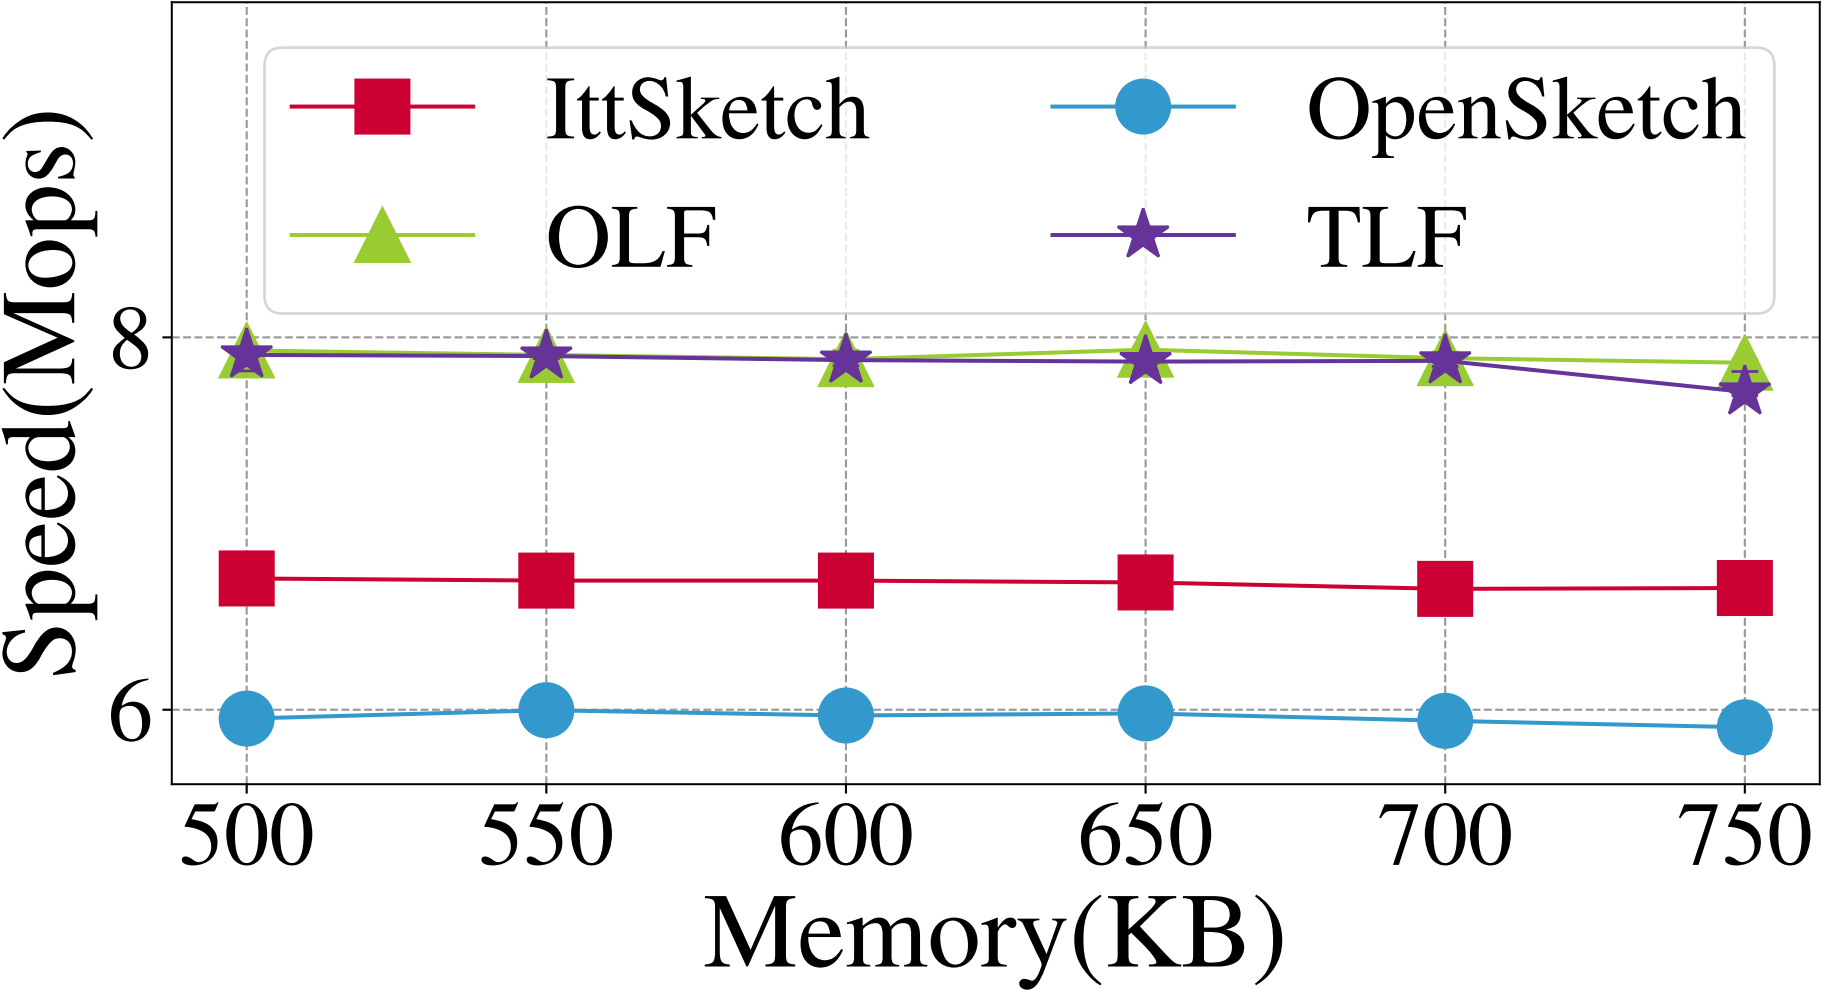 IttSketch
OpenSketch
OLF
TLF
Speed(Mops)
8
6
500 550 600 650 700 750
Memory(KB)